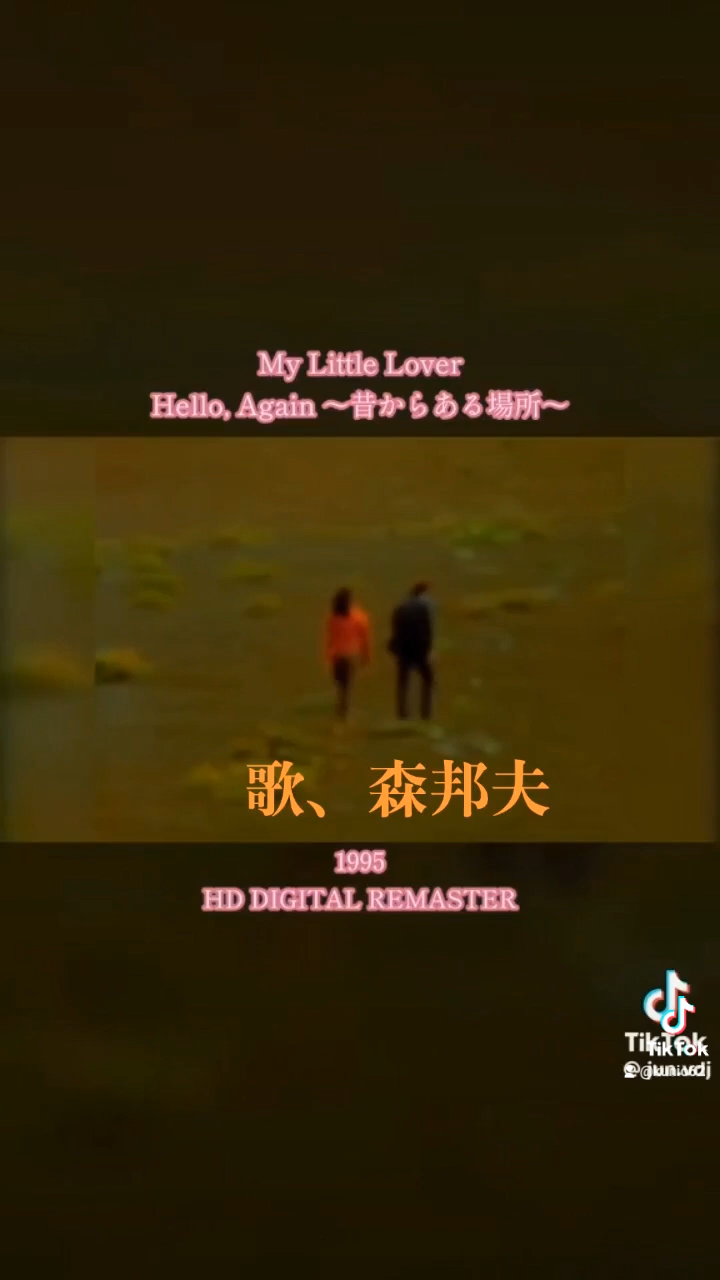 My Little Lover
Hello, Again 〜昔からある場所〜
歌、森邦夫
1995
HD DIGITAL REMASTER
TikTok
TikTok